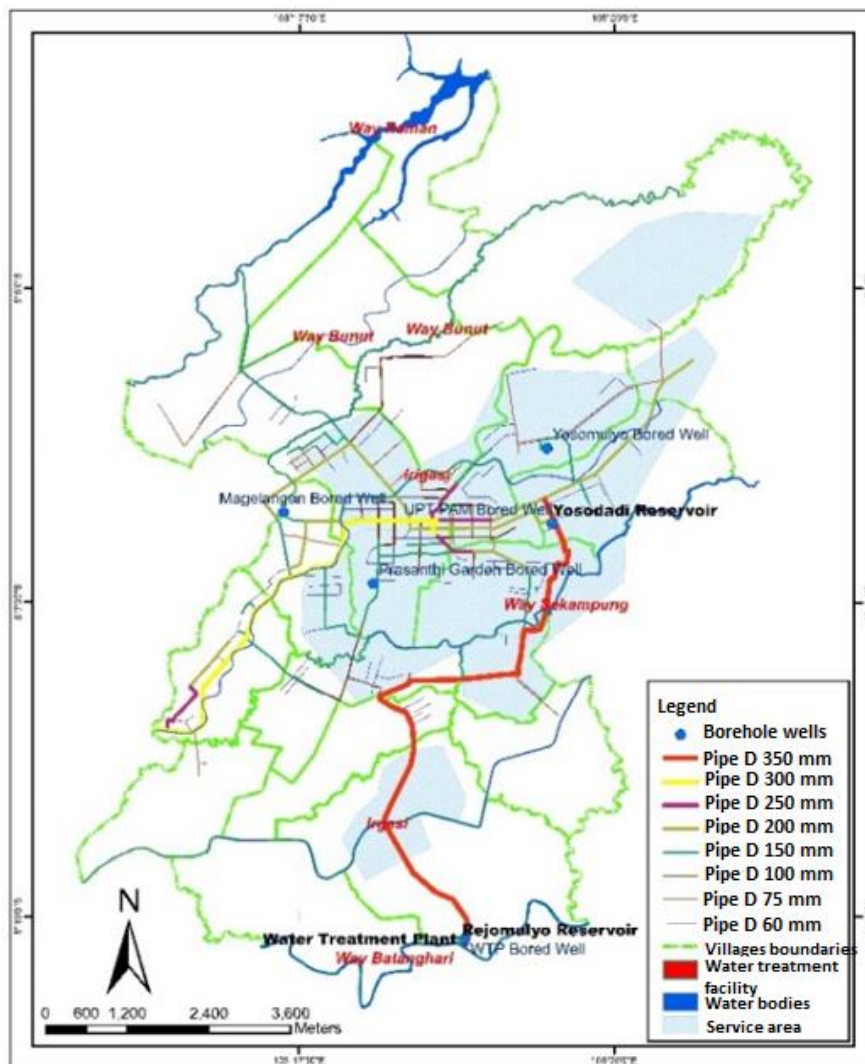 Way Raman
Way Bunut
Way Bunut
Yosomulyo Bored Well
Irigasi
Magelangan Bored Well
UPT PAM Bored Well
Yosodadi Reservoir
Prasanthi Garden Bored Well
Way Sekampung
Irgasi
Rejomulyo Reservoir
Water Treatment Plant
WTP Bored Well
Way Batanghari
N
0 600 1,200 2,400 3,600
Meters
Legend
Borehole wells
Pipe D 350 mm
Pipe D 300 mm
Pipe D 250 mm
Pipe D 200 mm
Pipe D 150 mm
Pipe D 100 mm
Pipe D 75 mm
Pipe D 60 mm
Villages boundaries
Water treatment
facility
Water bodies
Service area